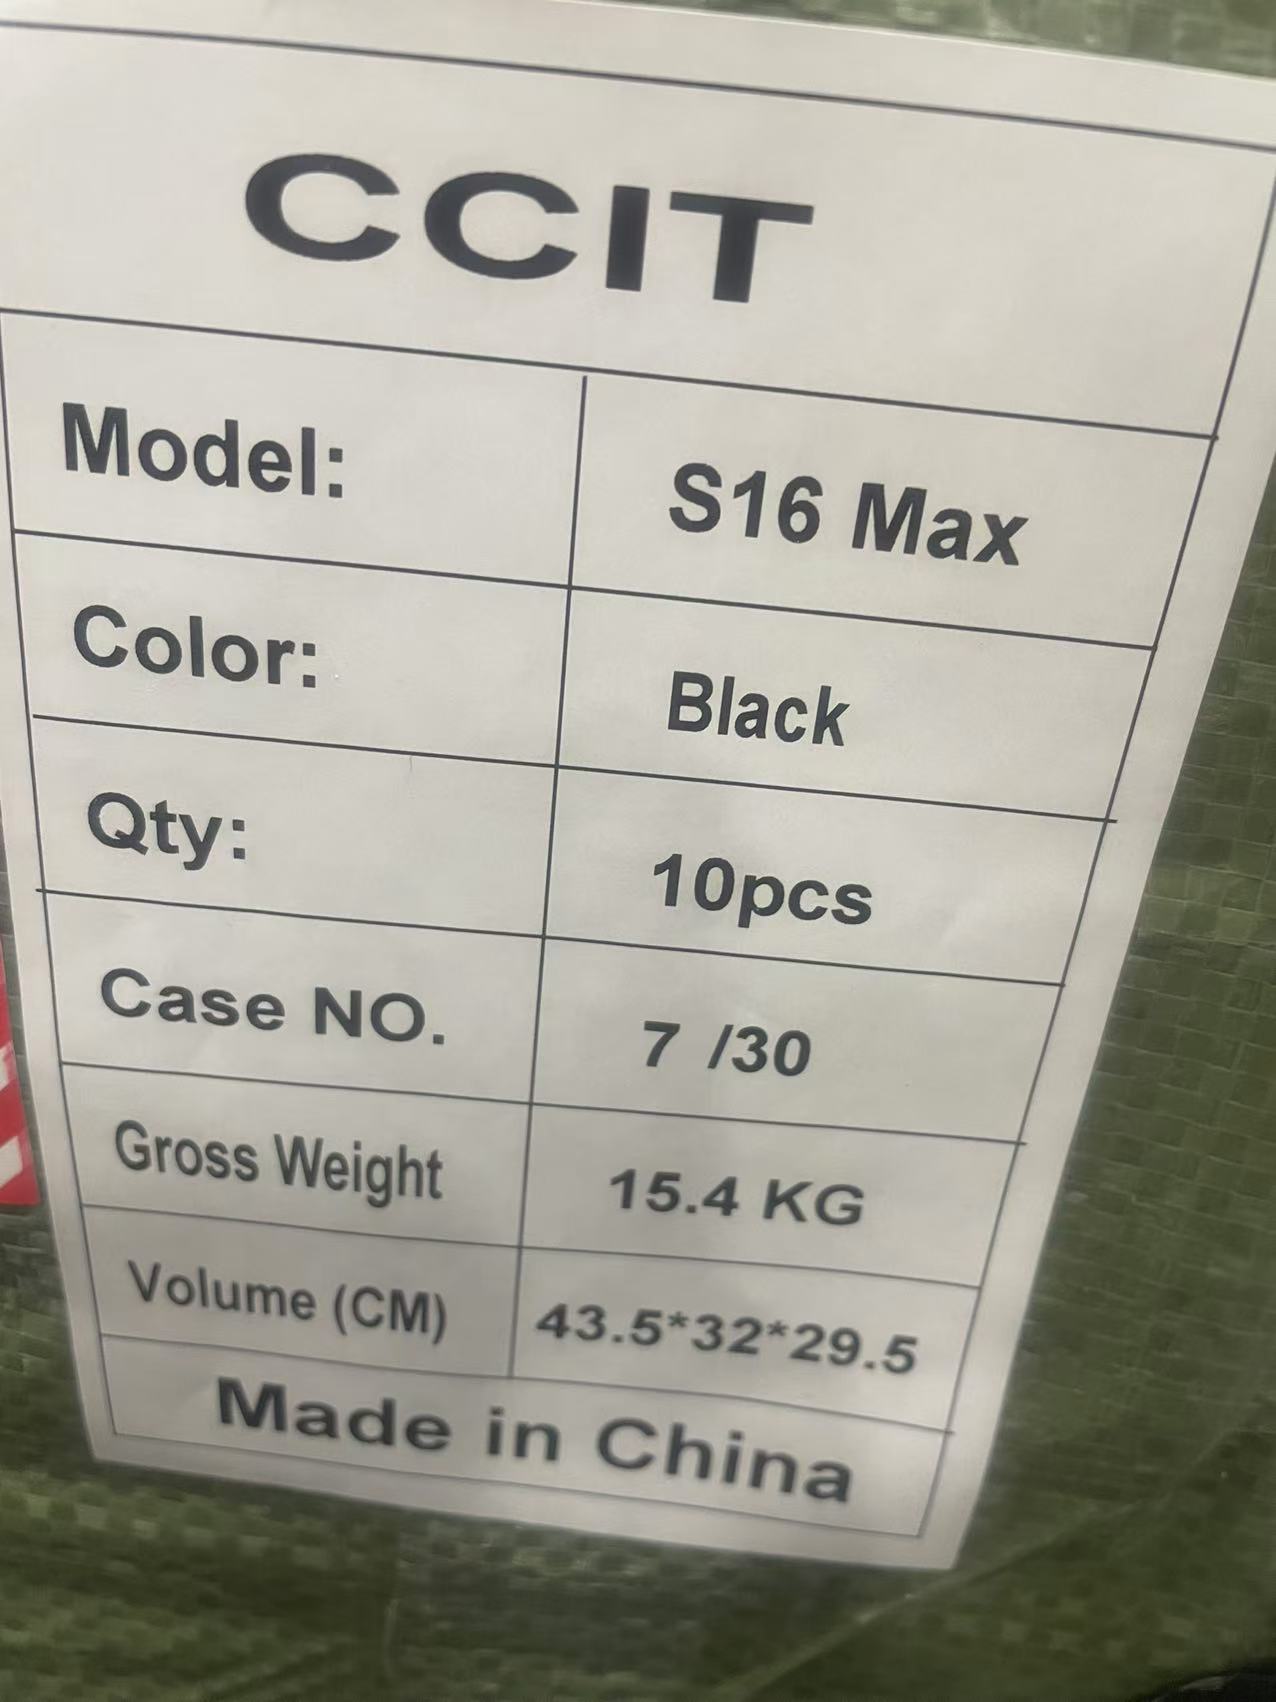 CCIT
Model: S16 Max
Color: Black
Qty: 10pcs
Case NO. 7 /30
Gross Weight 15.4 KG
Volume (CM) 43.5*32*29.5
Made in China